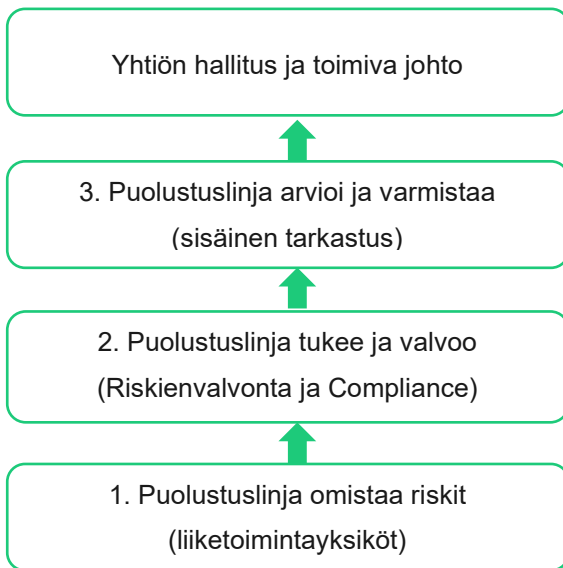 Yhtiön hallitus ja toimiva johto
3. Puolustuslinja arvioi ja varmistaa
(sisäinen tarkastus)
2. Puolustuslinja tukee ja valvoo
(Riskienvalvonta ja Compliance)
1. Puolustuslinja omistaa riskit
(liiketoimintayksiköt)